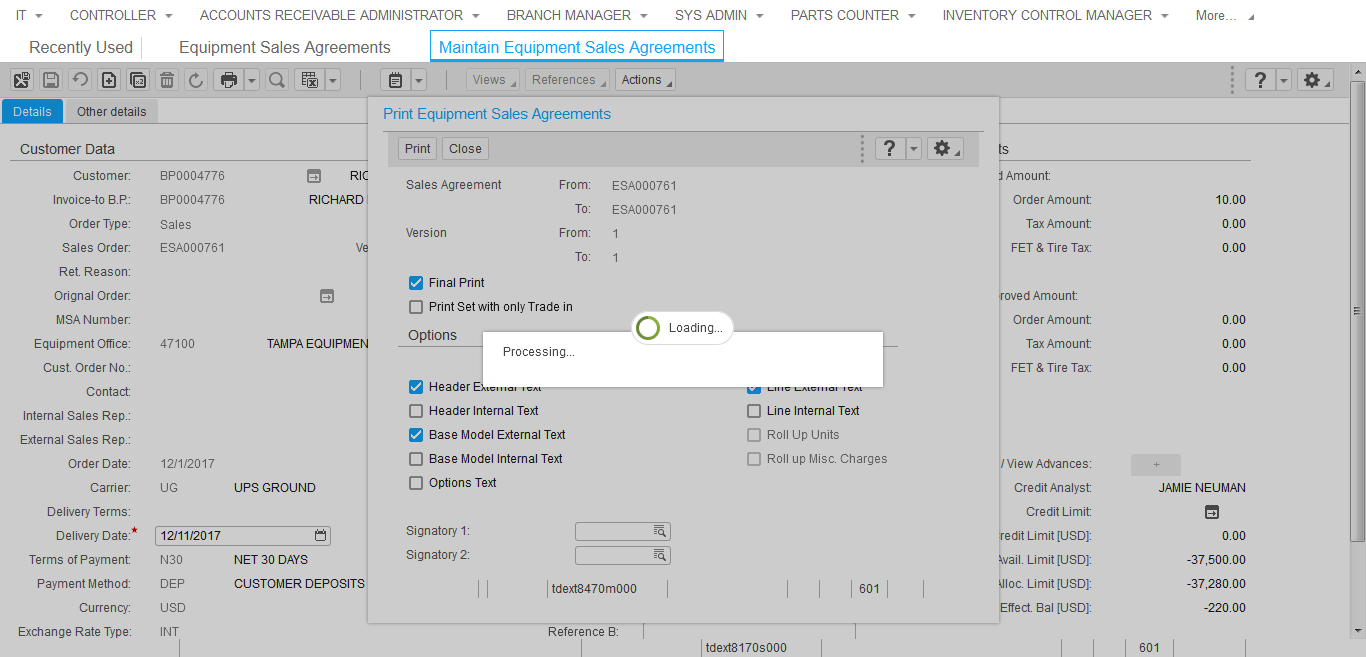 IT CONTROLLER ACCOUNTS RECEIVABLE ADMINISTRATOR BRANCH MANAGER SYS ADMIN PARTS COUNTER INVENTORY CONTROL MANAGER More...
Recently Used Equipment Sales Agreements Maintain Equipment Sales Agreements
Views References Actions ?
Details Other details
Print Equipment Sales Agreements
Print Close ?
Sales Agreement From: ESA000761
To: ESA000761
Version From: 1
To: 1
Final Print
Print Set with only Trade in
Options
Loading...
Processing...
Header External Text Line External Text
Header Internal Text Line Internal Text
Base Model External Text Roll Up Units
Base Model Internal Text Roll up Misc. Charges
Options Text
Signatory 1:
Signatory 2:
tdext8470m000 601
Customer Data
Customer: BP0004776 RIC
Invoice-to B.P.: BP0004776 RICHARD
Order Type: Sales
Sales Order: ESA000761 Ve
Ret. Reason:
Orignal Order:
MSA Number:
Equipment Office: 47100 TAMPA EQUIPMEN
Cust. Order No.:
Contact:
Internal Sales Rep.:
External Sales Rep.:
Order Date: 12/1/2017
Carrier: UG UPS GROUND
Delivery Terms:
Delivery Date:* 12/11/2017
Terms of Payment: N30 NET 30 DAYS
Payment Method: DEP CUSTOMER DEPOSITS
Currency: USD
Exchange Rate Type: INT
Reference B:
ts
d Amount:
Order Amount: 10.00
Tax Amount: 0.00
FET & Tire Tax: 0.00
roved Amount:
Order Amount: 0.00
Tax Amount: 0.00
FET & Tire Tax: 0.00
/ View Advances: +
Credit Analyst: JAMIE NEUMAN
Credit Limit:
redit Limit [USD]: 0.00
Avail. Limit [USD]: -37,500.00
Alloc. Limit [USD]: -37,280.00
Effect. Bal [USD]: -220.00
tdext8170s000 601